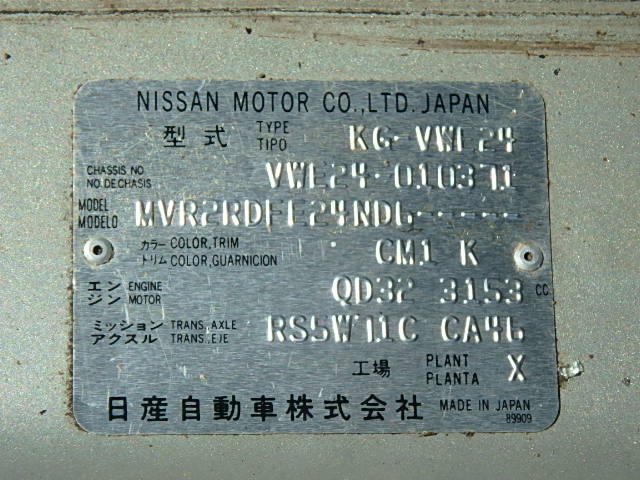 NISSAN MOTOR CO.,LTD. JAPAN
型式 TYPE TIPO KG-VWE24
CHASSIS NO NO.DE CHASIS VWE24-010371
MODEL MODELO MVR2RDFE24NDG-----
カラー COLOR,TRIM トリム COLOR,GUARNICION CM1 K
エンジン ENGINE MOTOR QD32 3153 CC
ミッション TRANS,AXLE アクスル TRANS,EJE RS5W71C CA46
工場 PLANT PLANTA X
日産自動車株式会社 MADE IN JAPAN
89909